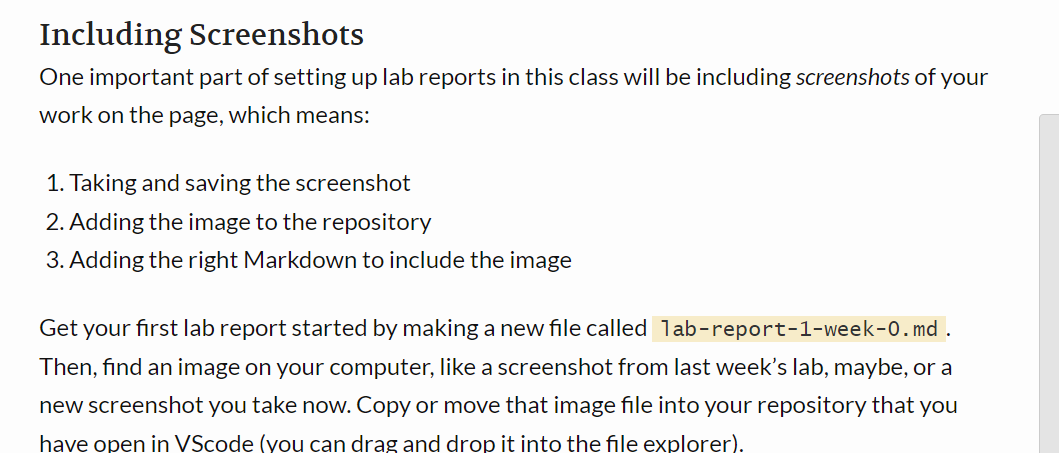 Including Screenshots
One important part of setting up lab reports in this class will be including screenshots of your
work on the page, which means:
1. Taking and saving the screenshot
2. Adding the image to the repository
3. Adding the right Markdown to include the image
Get your first lab report started by making a new file called lab-report-1-week-0.md.
Then, find an image on your computer, like a screenshot from last week’s lab, maybe, or a
new screenshot you take now. Copy or move that image file into your repository that you
have open in VScode (you can drag and drop it into the file explorer).